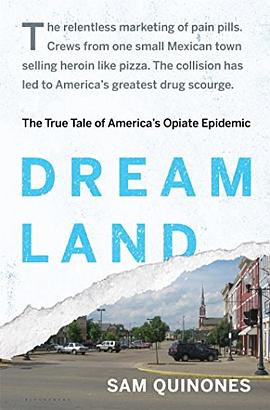 The relentless marketing of pain pills.
Crews from one small Mexican town
selling heroin like pizza. The collision has
led to America's greatest drug scourge.
The True Tale of America's Opiate Epidemic
DREAM
LAND
SAM QUINONES
BLOOMSBURY